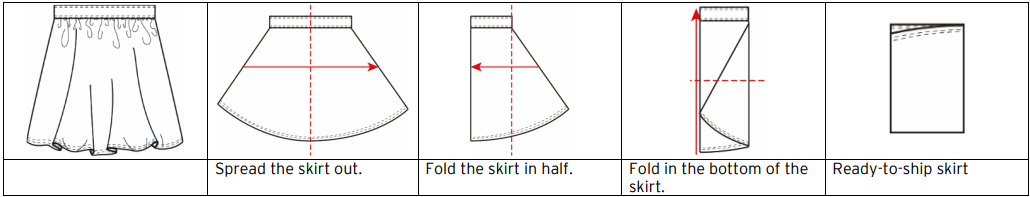 Spread the skirt out.
Fold the skirt in half.
Fold in the bottom of the
skirt.
Ready-to-ship skirt